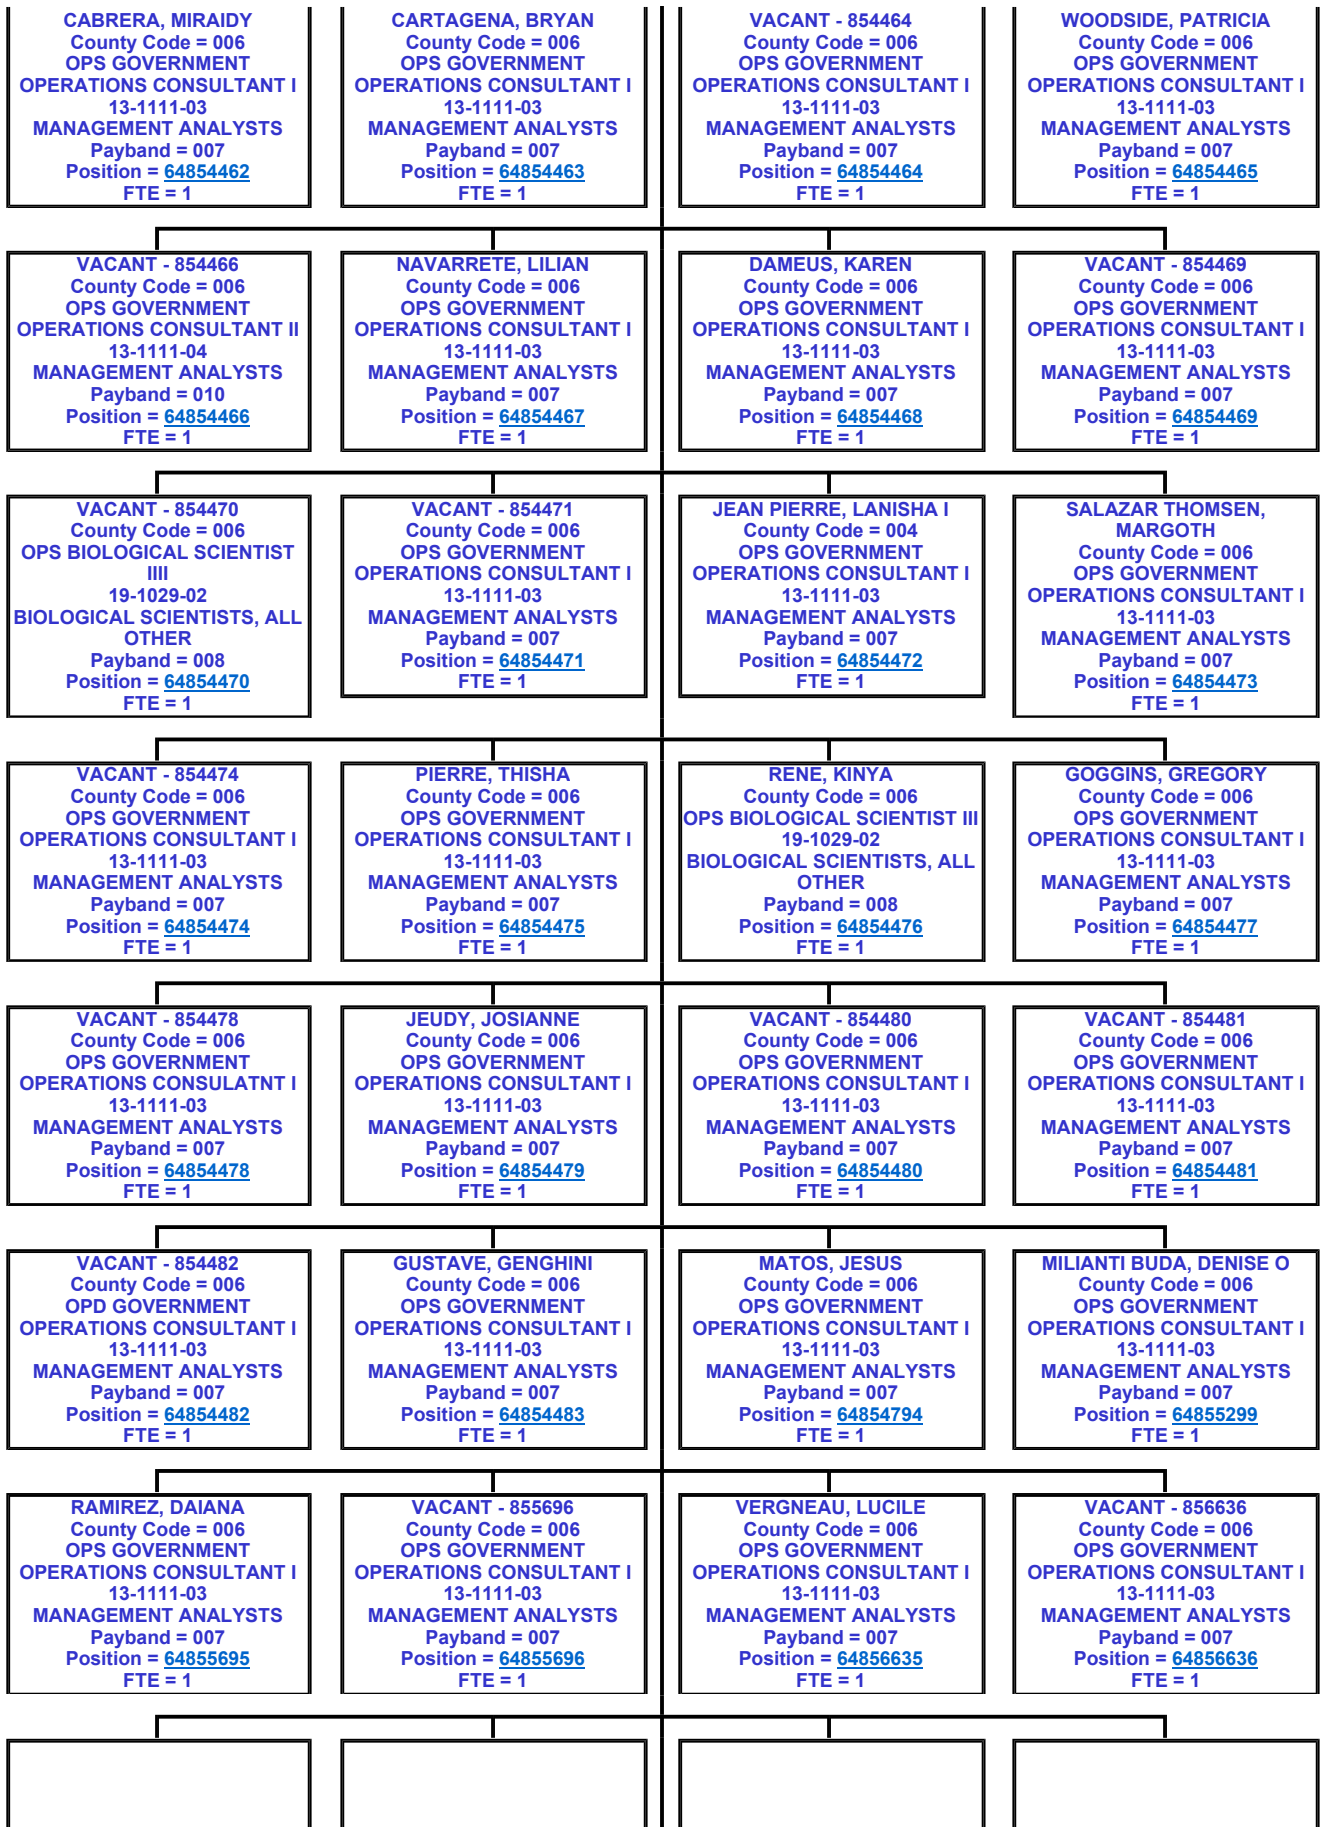 CABRERA, MIRAIDY
County Code = 006
OPS GOVERNMENT
OPERATIONS CONSULTANT I
13-1111-03
MANAGEMENT ANALYSTS
Payband = 007
Position = 64854462
FTE = 1
CARTAGENA, BRYAN
County Code = 006
OPS GOVERNMENT
OPERATIONS CONSULTANT I
13-1111-03
MANAGEMENT ANALYSTS
Payband = 007
Position = 64854463
FTE = 1
VACANT - 854464
County Code = 006
OPS GOVERNMENT
OPERATIONS CONSULTANT I
13-1111-03
MANAGEMENT ANALYSTS
Payband = 007
Position = 64854464
FTE = 1
WOODSIDE, PATRICIA
County Code = 006
OPS GOVERNMENT
OPERATIONS CONSULTANT I
13-1111-03
MANAGEMENT ANALYSTS
Payband = 007
Position = 64854465
FTE = 1
VACANT - 854466
County Code = 006
OPS GOVERNMENT
OPERATIONS CONSULTANT II
13-1111-04
MANAGEMENT ANALYSTS
Payband = 010
Position = 64854466
FTE = 1
NAVARRETE, LILIAN
County Code = 006
OPS GOVERNMENT
OPERATIONS CONSULTANT I
13-1111-03
MANAGEMENT ANALYSTS
Payband = 007
Position = 64854467
FTE = 1
DAMEUS, KAREN
County Code = 006
OPS GOVERNMENT
OPERATIONS CONSULTANT I
13-1111-03
MANAGEMENT ANALYSTS
Payband = 007
Position = 64854468
FTE = 1
VACANT - 854469
County Code = 006
OPS GOVERNMENT
OPERATIONS CONSULTANT I
13-1111-03
MANAGEMENT ANALYSTS
Payband = 007
Position = 64854469
FTE = 1
VACANT - 854470
County Code = 006
OPS BIOLOGICAL SCIENTIST
IIII
19-1029-02
BIOLOGICAL SCIENTISTS, ALL
OTHER
Payband = 008
Position = 64854470
FTE = 1
VACANT - 854471
County Code = 006
OPS GOVERNMENT
OPERATIONS CONSULTANT I
13-1111-03
MANAGEMENT ANALYSTS
Payband = 007
Position = 64854471
FTE = 1
JEAN PIERRE, LANISHA I
County Code = 004
OPS GOVERNMENT
OPERATIONS CONSULTANT I
13-1111-03
MANAGEMENT ANALYSTS
Payband = 007
Position = 64854472
FTE = 1
SALAZAR THOMSEN,
MARGOTH
County Code = 006
OPS GOVERNMENT
OPERATIONS CONSULTANT I
13-1111-03
MANAGEMENT ANALYSTS
Payband = 007
Position = 64854473
FTE = 1
VACANT - 854474
County Code = 006
OPS GOVERNMENT
OPERATIONS CONSULTANT I
13-1111-03
MANAGEMENT ANALYSTS
Payband = 007
Position = 64854474
FTE = 1
PIERRE, THISHA
County Code = 006
OPS GOVERNMENT
OPERATIONS CONSULTANT I
13-1111-03
MANAGEMENT ANALYSTS
Payband = 007
Position = 64854475
FTE = 1
RENE, KINYA
County Code = 006
OPS BIOLOGICAL SCIENTIST III
19-1029-02
BIOLOGICAL SCIENTISTS, ALL
OTHER
Payband = 008
Position = 64854476
FTE = 1
GOGGINS, GREGORY
County Code = 006
OPS GOVERNMENT
OPERATIONS CONSULTANT I
13-1111-03
MANAGEMENT ANALYSTS
Payband = 007
Position = 64854477
FTE = 1
VACANT - 854478
County Code = 006
OPS GOVERNMENT
OPERATIONS CONSULATNT I
13-1111-03
MANAGEMENT ANALYSTS
Payband = 007
Position = 64854478
FTE = 1
JEUDY, JOSIANNE
County Code = 006
OPS GOVERNMENT
OPERATIONS CONSULTANT I
13-1111-03
MANAGEMENT ANALYSTS
Payband = 007
Position = 64854479
FTE = 1
VACANT - 854480
County Code = 006
OPS GOVERNMENT
OPERATIONS CONSULTANT I
13-1111-03
MANAGEMENT ANALYSTS
Payband = 007
Position = 64854480
FTE = 1
VACANT - 854481
County Code = 006
OPS GOVERNMENT
OPERATIONS CONSULTANT I
13-1111-03
MANAGEMENT ANALYSTS
Payband = 007
Position = 64854481
FTE = 1
VACANT - 854482
County Code = 006
OPD GOVERNMENT
OPERATIONS CONSULTANT I
13-1111-03
MANAGEMENT ANALYSTS
Payband = 007
Position = 64854482
FTE = 1
GUSTAVE, GENGHINI
County Code = 006
OPS GOVERNMENT
OPERATIONS CONSULTANT I
13-1111-03
MANAGEMENT ANALYSTS
Payband = 007
Position = 64854483
FTE = 1
MATOS, JESUS
County Code = 006
OPS GOVERNMENT
OPERATIONS CONSULTANT I
13-1111-03
MANAGEMENT ANALYSTS
Payband = 007
Position = 64854794
FTE = 1
MILIANTI BUDA, DENISE O
County Code = 006
OPS GOVERNMENT
OPERATIONS CONSULTANT I
13-1111-03
MANAGEMENT ANALYSTS
Payband = 007
Position = 64855299
FTE = 1
RAMIREZ, DAIANA
County Code = 006
OPS GOVERNMENT
OPERATIONS CONSULTANT I
13-1111-03
MANAGEMENT ANALYSTS
Payband = 007
Position = 64855695
FTE = 1
VACANT - 855696
County Code = 006
OPS GOVERNMENT
OPERATIONS CONSULTANT I
13-1111-03
MANAGEMENT ANALYSTS
Payband = 007
Position = 64855696
FTE = 1
VERGNEAU, LUCILE
County Code = 006
OPS GOVERNMENT
OPERATIONS CONSULTANT I
13-1111-03
MANAGEMENT ANALYSTS
Payband = 007
Position = 64856635
FTE = 1
VACANT - 856636
County Code = 006
OPS GOVERNMENT
OPERATIONS CONSULTANT I
13-1111-03
MANAGEMENT ANALYSTS
Payband = 007
Position = 64856636
FTE = 1